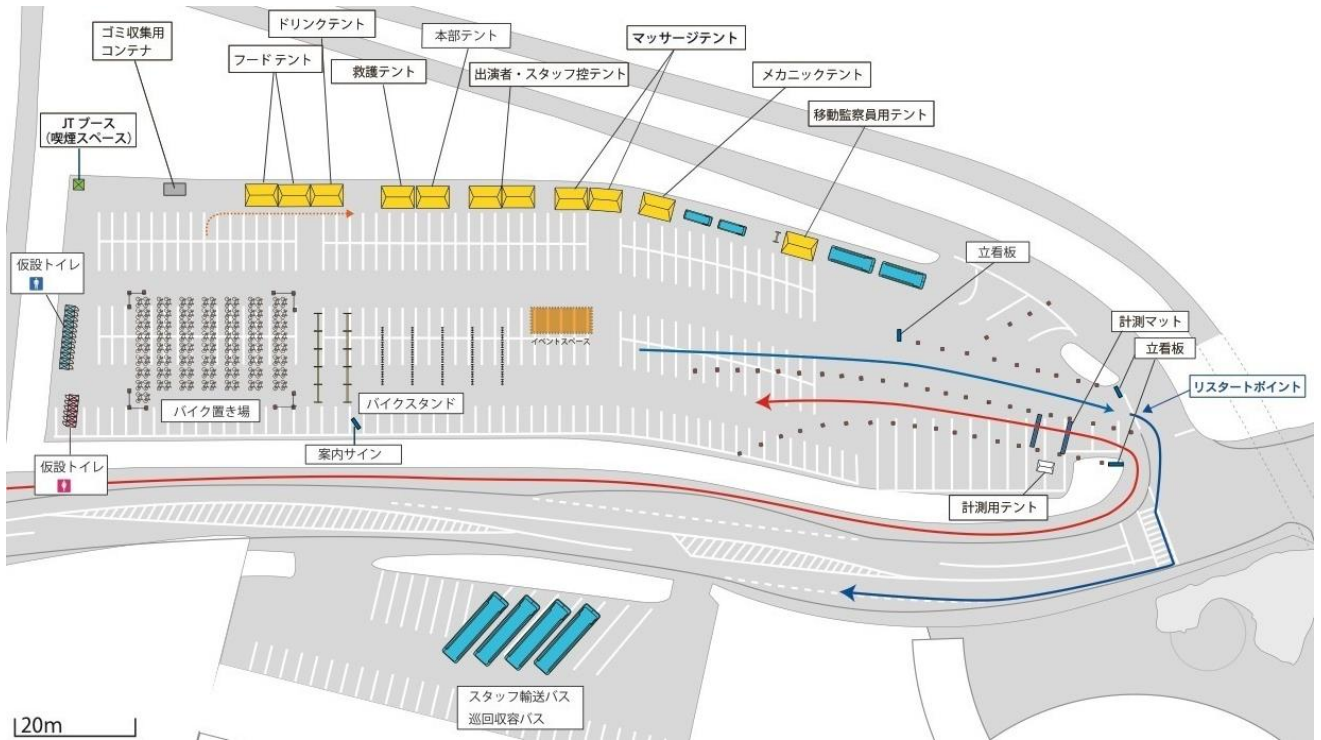 ゴミ収集用
コンテナ
ドリンクテント
フード テント
本部テント
救護テント
出演者・スタッフ控テント
マッサージテント
メカニックテント
移動監察員用テント
JT ブース
(喫煙スペース)
仮設トイレ
立看板
計測マット
立看板
リスタートポイント
イベントスペース
バイク置き場
バイクスタンド
案内サイン
仮設トイレ
計測用テント
スタッフ輸送バス
巡回収容バス
20m